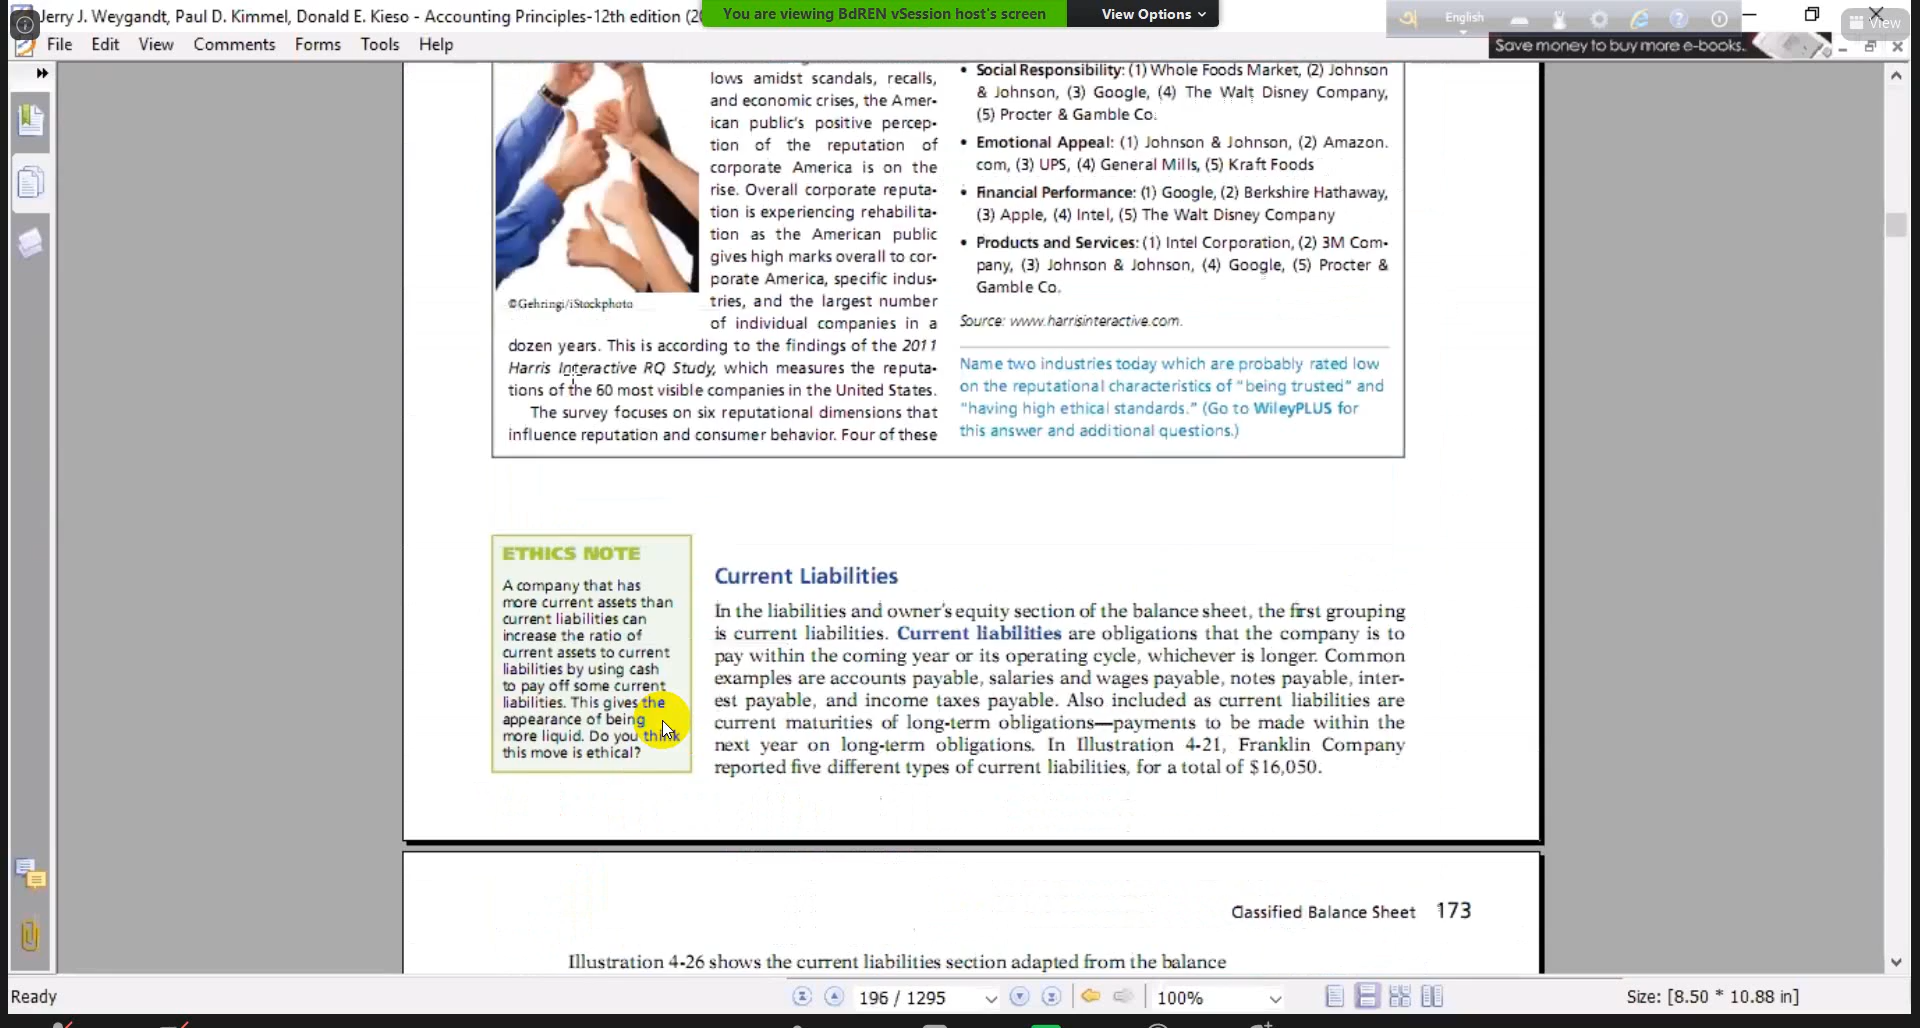 Jerry J. Weygandt, Paul D. Kimmel, Donald E. Kieso - Accounting Principles-12th edition (20
You are viewing BdREN vSession host's screen
View Options
English
View
File Edit View Comments Forms Tools Help
Save money to buy more e-books..
lows amidst scandals, recalls,
and economic crises, the Amer-
ican public's positive percep-
tion of the reputation of
corporate America is on the
rise. Overall corporate reputa-
tion is experiencing rehabilita-
tion as the American public
gives high marks overall to cor-
porate America, specific indus-
tries, and the largest number
of individual companies in a
©Gehringj/iStockphoto
dozen years. This is according to the findings of the 2011
Harris Interactive RQ Study, which measures the reputa-
tions of the 60 most visible companies in the United States.
The survey focuses on six reputational dimensions that
influence reputation and consumer behavior. Four of these
• Social Responsibility: (1) Whole Foods Market, (2) Johnson
& Johnson, (3) Google, (4) The Walt Disney Company,
(5) Procter & Gamble Co.
• Emotional Appeal: (1) Johnson & Johnson, (2) Amazon.
com, (3) UPS, (4) General Mills, (5) Kraft Foods
• Financial Performance: (1) Google, (2) Berkshire Hathaway,
(3) Apple, (4) Intel, (5) The Walt Disney Company
• Products and Services: (1) Intel Corporation, (2) 3M Com-
pany, (3) Johnson & Johnson, (4) Google, (5) Procter &
Gamble Co.
Source: www.harrisinteractive.com.
Name two industries today which are probably rated low
on the reputational characteristics of "being trusted" and
"having high ethical standards." (Go to WileyPLUS for
this answer and additional questions.)
ETHICS NOTE
A company that has
more current assets than
current liabilities can
increase the ratio of
current assets to current
liabilities by using cash
to pay off some current
liabilities. This gives the
appearance of being
more liquid. Do you think
this move is ethical?
Current Liabilities
In the liabilities and owner's equity section of the balance sheet, the first grouping
is current liabilities. Current liabilities are obligations that the company is to
pay within the coming year or its operating cycle, whichever is longer. Common
examples are accounts payable, salaries and wages payable, notes payable, inter-
est payable, and income taxes payable. Also included as current liabilities are
current maturities of long-term obligations—payments to be made within the
next year on long-term obligations. In Illustration 4-21, Franklin Company
reported five different types of current liabilities, for a total of $16,050.
Classified Balance Sheet 173
Illustration 4-26 shows the current liabilities section adapted from the balance
Ready
196 / 1295
100%
Size: [8.50 * 10.88 in]